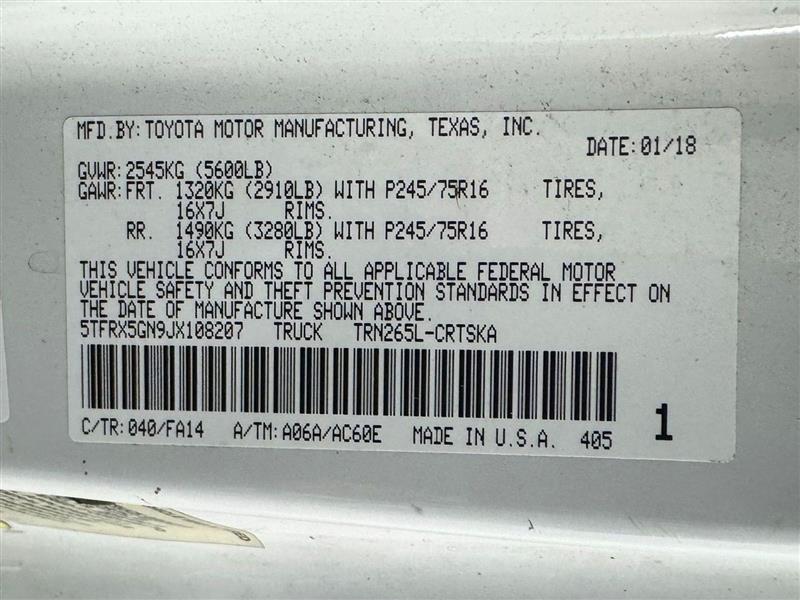 MFD.BY: TOYOTA MOTOR MANUFACTURING, TEXAS, INC.
DATE: 01/18
GVWR: 2545KG (5600LB)
GAWR: FRT. 1320KG (2910LB) WITH P245/75R16 TIRES,
16X7J RIMS.
RR. 1490KG (3280LB) WITH P245/75R16 TIRES,
16X7J RIMS.
THIS VEHICLE CONFORMS TO ALL APPLICABLE FEDERAL MOTOR
VEHICLE SAFETY AND THEFT PREVENTION STANDARDS IN EFFECT ON
THE DATE OF MANUFACTURE SHOWN ABOVE.
5TFRX5GN9JX108207 TRUCK TRN265L-CRTSKA
C/TR: 040/FA14 A/TM: A06A/AC60E MADE IN U.S.A. 405 1